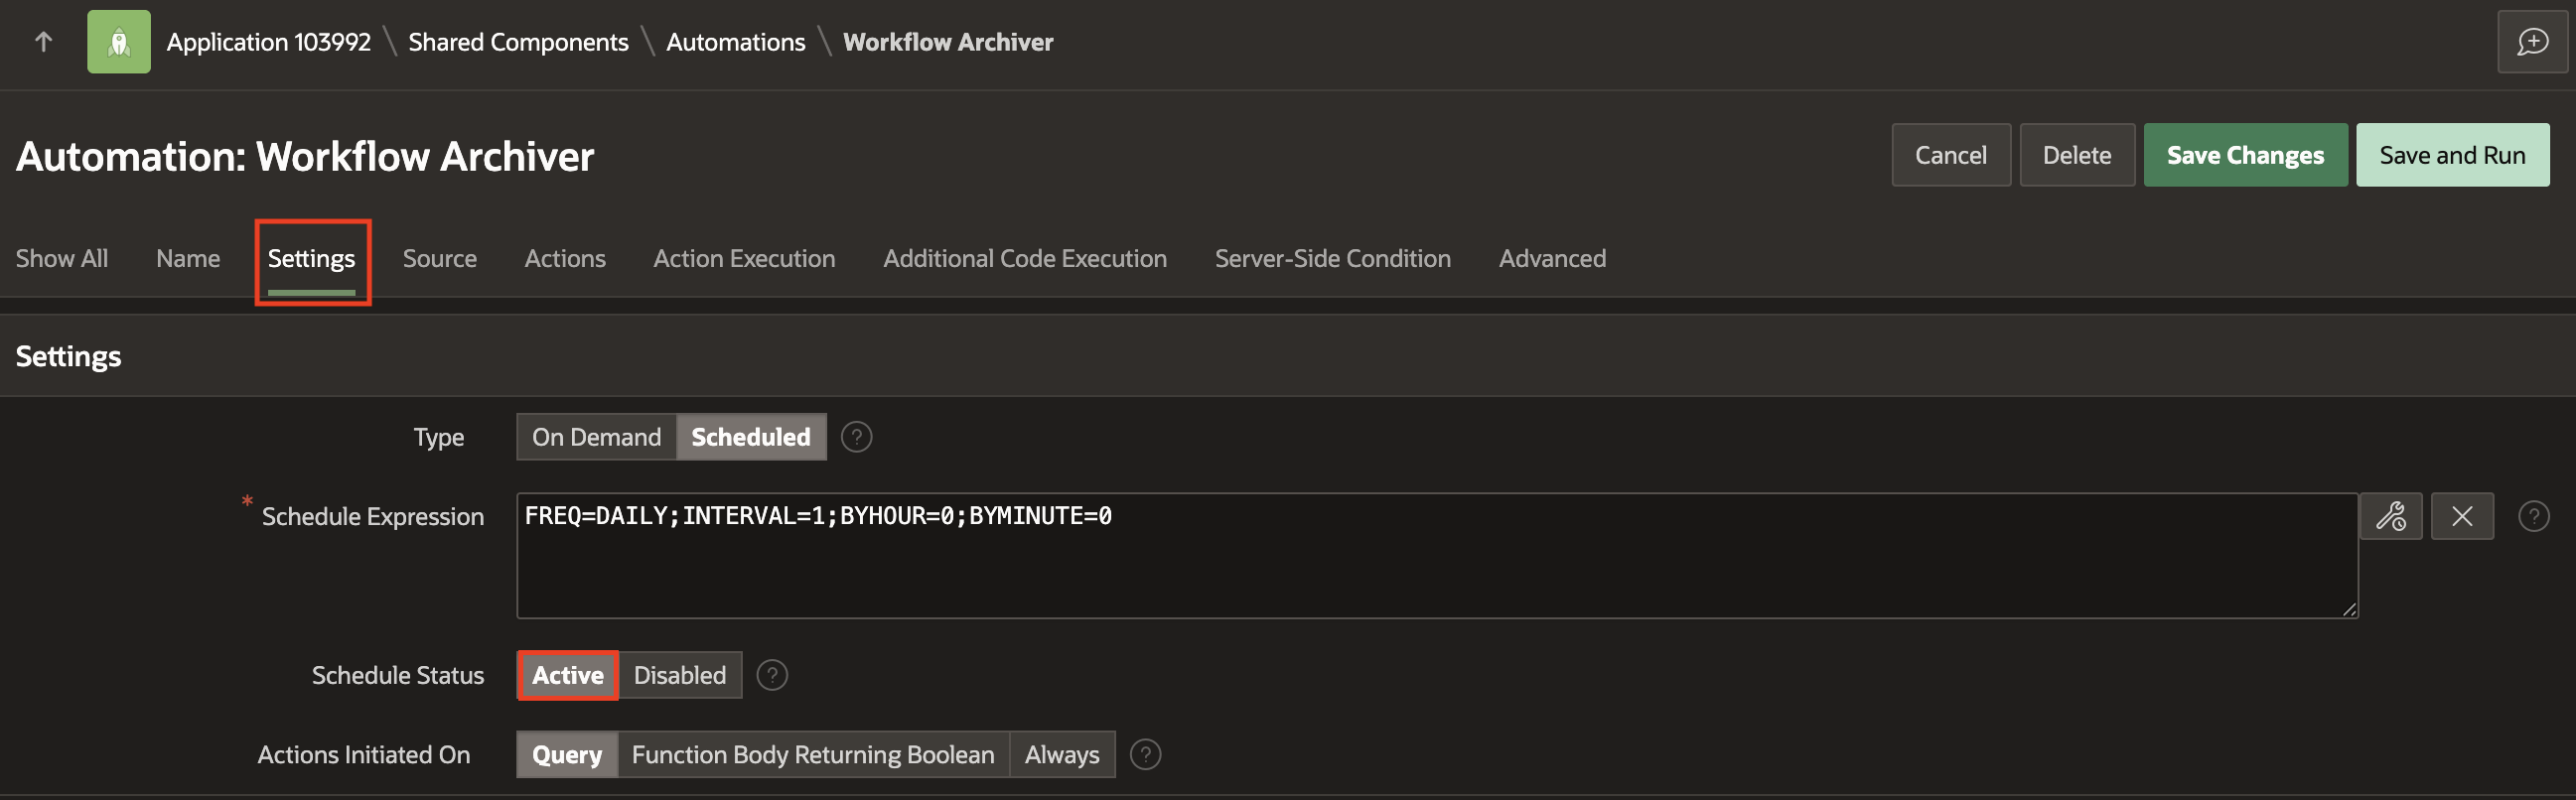 Application 103992 \ Shared Components \ Automations \ Workflow Archiver
Automation: Workflow Archiver
Cancel Delete Save Changes Save and Run
Show All Name Settings Source Actions Action Execution Additional Code Execution Server-Side Condition Advanced
Settings
Type On Demand Scheduled ?
* Schedule Expression FREQ=DAILY;INTERVAL=1;BYHOUR=0;BYMINUTE=0 ?
Schedule Status Active Disabled ?
Actions Initiated On Query Function Body Returning Boolean Always ?